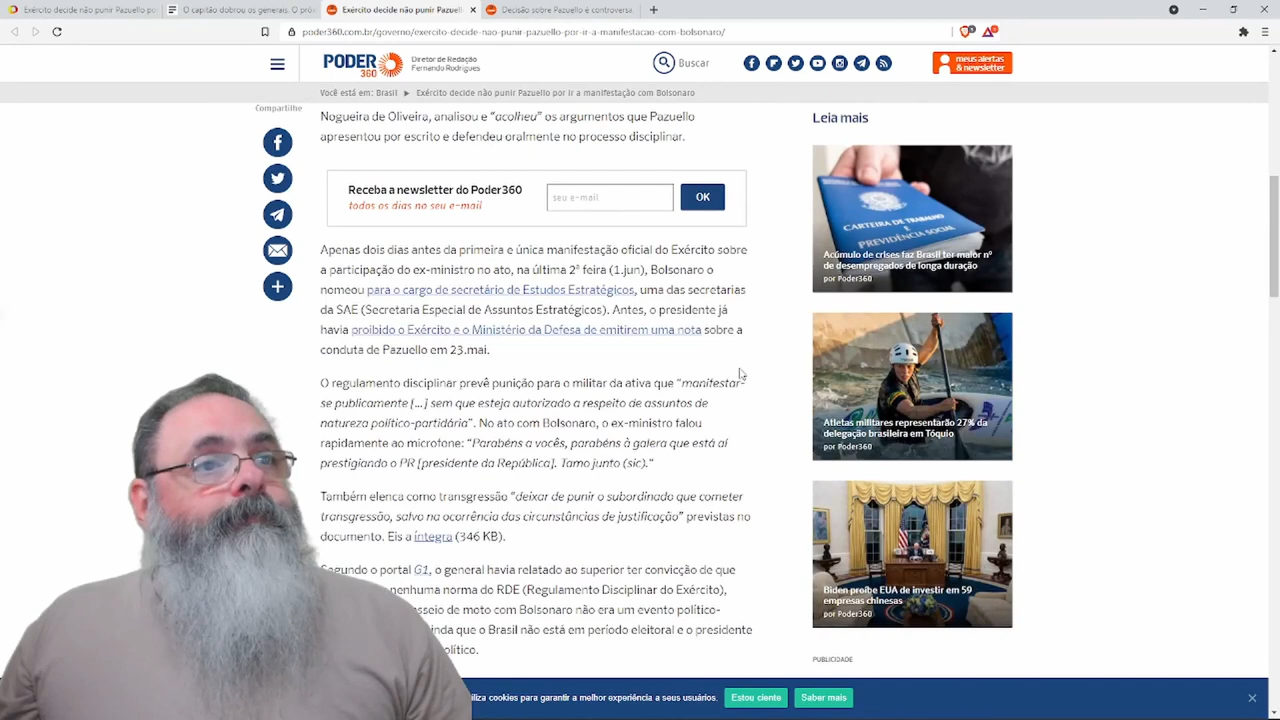 Exército decide não punir Pazuello po
O capitão dobrou os generais. O pró
Exército decide não punir Pazuell
Decisão sobre Pazuello é controversa
poder360.com.br/governo/exercito-decide-nao-punir-pazuello-por-ir-a-manifestacao-com-bolsonaro/
PODER
360
Diretor de Redação
Fernando Rodrigues
Buscar
meus alertas
& newsletter
Você está em: Brasil ► Exército decide não punir Pazuello por ir a manifestação com Bolsonaro
Compartilhe
Nogueira de Oliveira, analisou e “acolheu” os argumentos que Pazuello
apresentou por escrito e defendeu oralmente no processo disciplinar.
Receba a newsletter do Poder360
todos os dias no seu e-mail
seu e-mail
OK
Apenas dois dias antes da primeira e única manifestação oficial do Exército sobre
a participação do ex-ministro no ato, na última 2ª feira (1.jun), Bolsonaro o
nomeou para o cargo de secretário de Estudos Estratégicos, uma das secretarias
da SAE (Secretaria Especial de Assuntos Estratégicos). Antes, o presidente já
havia proibido o Exército e o Ministério da Defesa de emitirem uma nota sobre a
conduta de Pazuello em 23.mai.
O regulamento disciplinar prevê punição para o militar da ativa que “manifestar-
se publicamente [...] sem que esteja autorizado a respeito de assuntos de
natureza político-partidária”. No ato com Bolsonaro, o ex-ministro falou
rapidamente ao microfone: “Parabéns a vocês, parabéns à galera que está aí
prestigiando o PR [presidente da República]. Tamo junto (sic).”
Também elenca como transgressão “deixar de punir o subordinado que cometer
transgressão, salvo na ocorrência das circunstâncias de justificação” previstas no
documento. Eis a íntegra (346 KB).
Segundo o portal G1, o general havia relatado ao superior ter convicção de que
nenhuma norma do RDE (Regulamento Disciplinar do Exército),
sseio de moto com Bolsonaro não era um evento político-
inda que o Brasil não está em período eleitoral e o presidente
olítico.
Leia mais
CARTEIRA DE TRABALHO
E
PREVIDÊNCIA SOCIAL
Acúmulo de crises faz Brasil ter maior nº
de desempregados de longa duração
por Poder360
Atletas militares representarão 27% da
delegação brasileira em Tóquio
por Poder360
Biden proíbe EUA de investir em 59
empresas chinesas
por Poder360
PUBLICIDADE
iliza cookies para garantir a melhor experiência a seus usuários.
Estou ciente
Saber mais